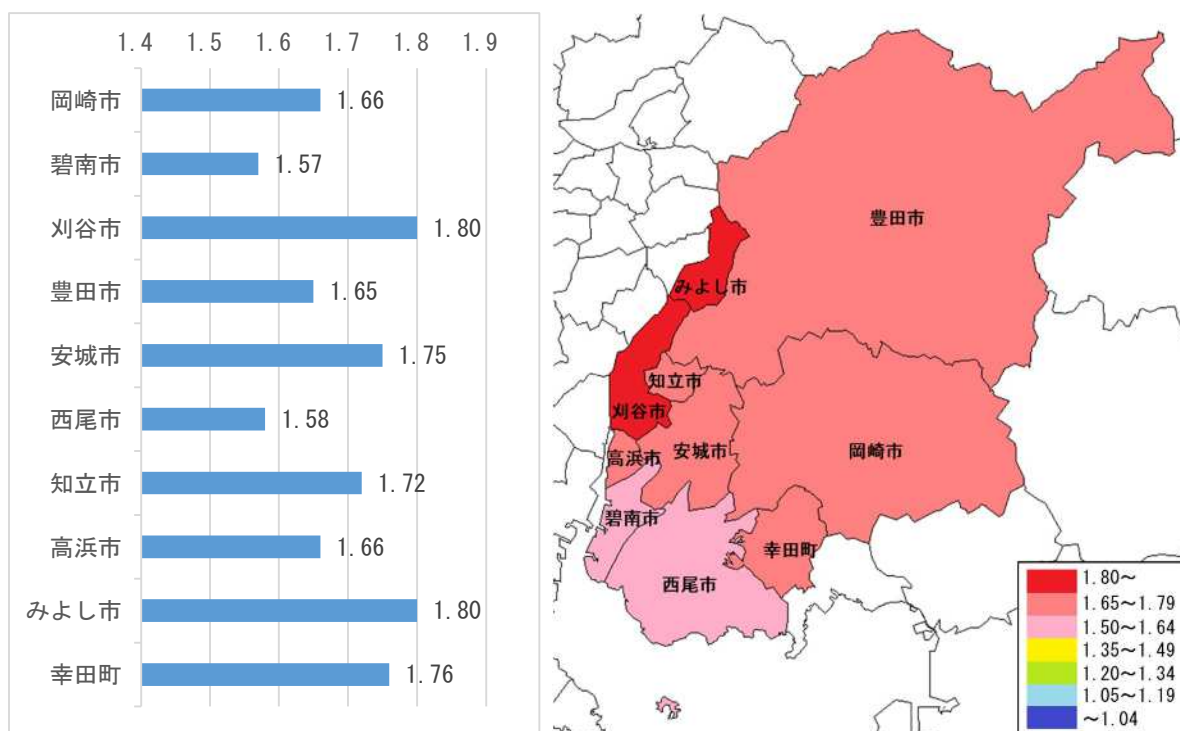 1.4 1.5 1.6 1.7 1.8 1.9
岡崎市 1.66
碧南市 1.57
刈谷市 1.80
豊田市 1.65
安城市 1.75
西尾市 1.58
知立市 1.72
高浜市 1.66
みよし市 1.80
幸田町 1.76
豊田市
みよし市
知立市
刈谷市
高浜市
安城市
岡崎市
碧南市
幸田町
西尾市
1.80～
1.65～1.79
1.50～1.64
1.35～1.49
1.20～1.34
1.05～1.19
～1.04